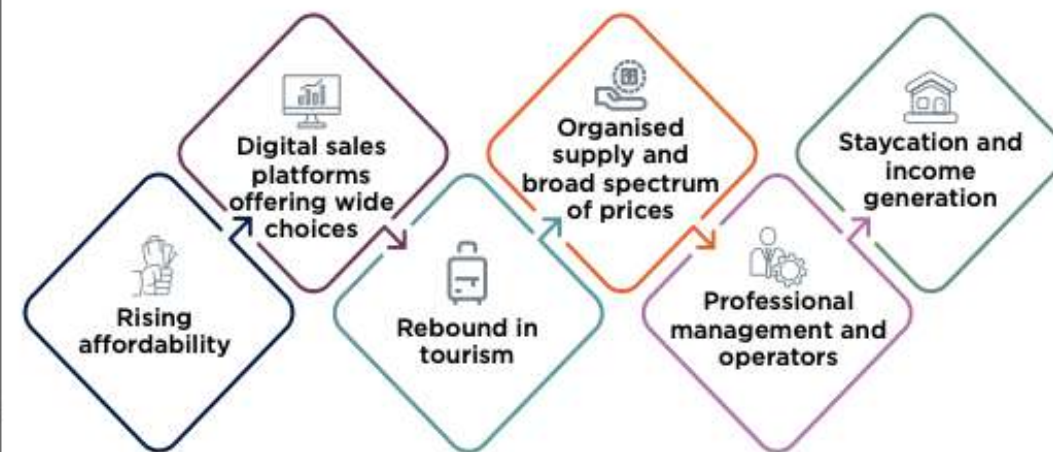 Rising
affordability
Digital sales
platforms
offering wide
choices
Rebound in
tourism
Organised
supply and
broad spectrum
of prices
Professional
management and
operators
Staycation and
income
generation